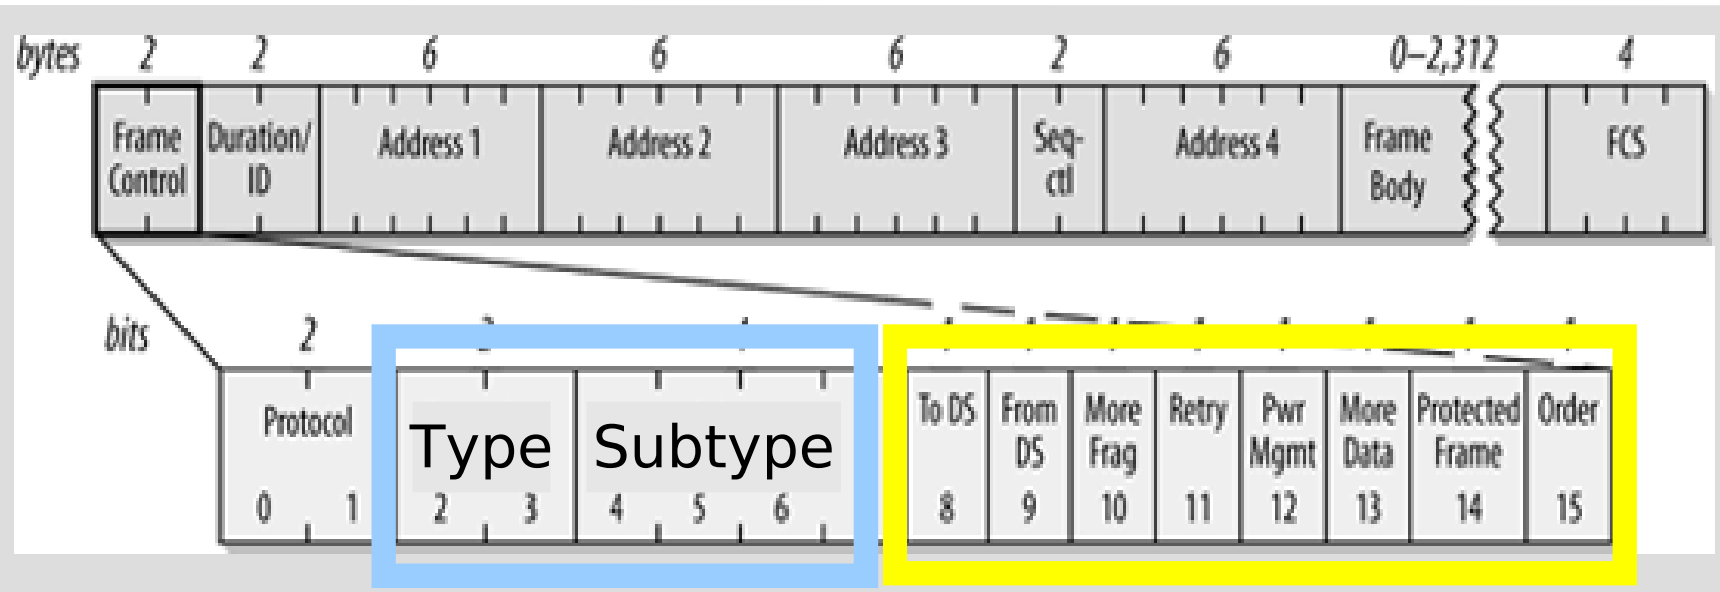 bytes 2 2 6 6 6 2 6 0–2,312 4
Frame Duration/ Address 1 Address 2 Address 3 Seq- Address 4 Frame FCS
Control ID ctl Body
bits 2
Protocol Type Subtype To DS From More Retry Pwr More Protected Order
DS Frag Mgmt Data Frame
0 1 2 3 4 5 6 8 9 10 11 12 13 14 15